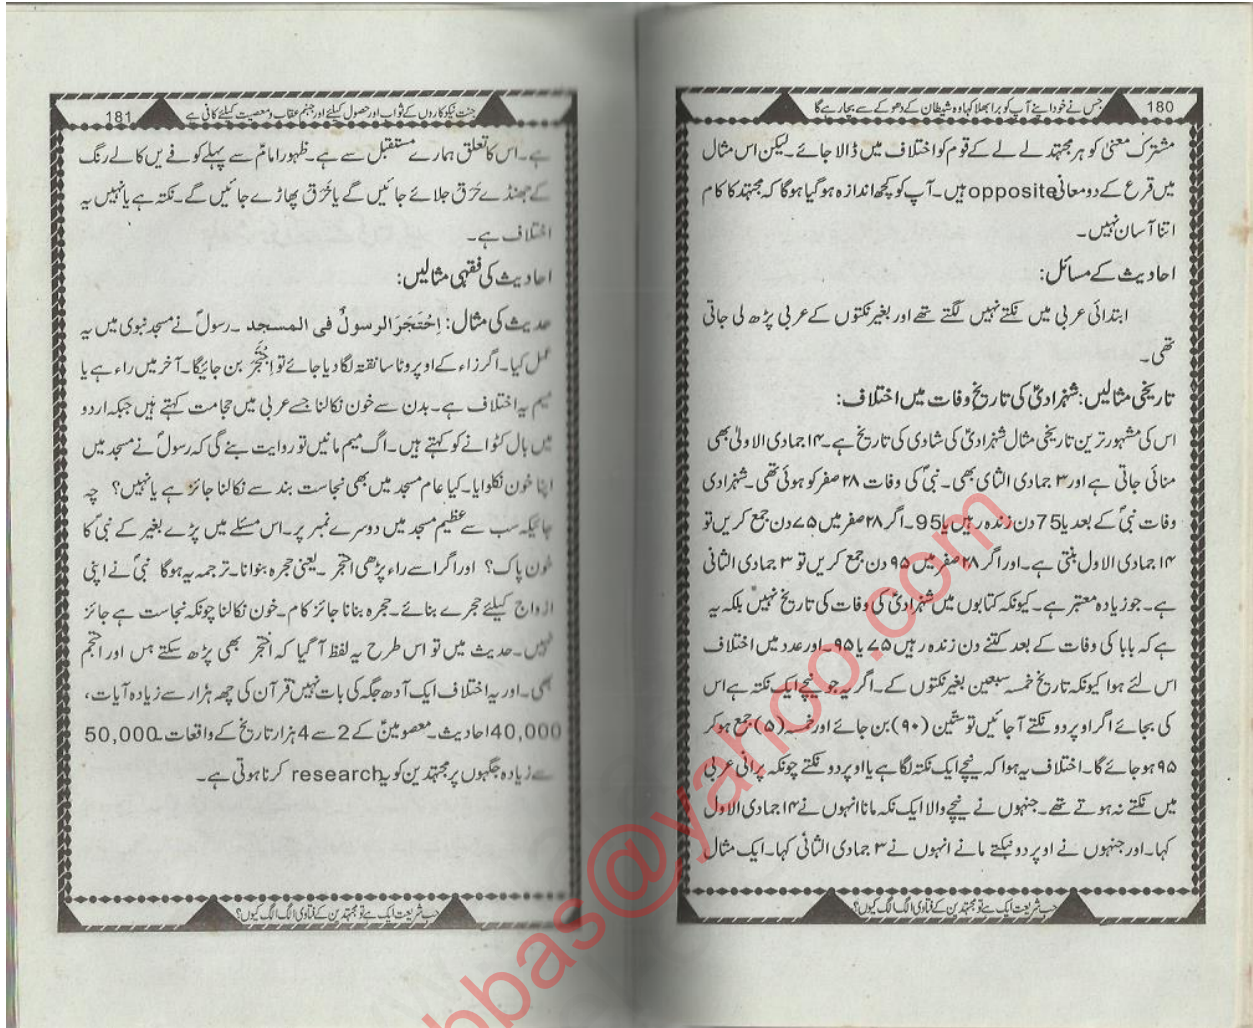 180
جس نے خود اپنے آپ کو برا بھلا کہا وہ شیطان کے دھوکے سے بچا رہے گا
مشترک معنی کو ہر مجتہد لے لے کے قوم کو اختلاف میں ڈالا جائے۔ لیکن اس مثال
میں قرع کے دو معانی opposite ہیں۔ آپ کو کچھ اندازہ ہو گیا ہوگا کہ مجتہد کا کام
اتنا آسان نہیں۔
احادیث کے مسائل:
ابتدائی عربی میں نکتے نہیں لگتے تھے اور بغیر نکتوں کے عربی پڑھ لی جاتی
تھی۔
تاریخی مثالیں: شہزادیؑ کی تاریخ وفات میں اختلاف:
اس کی مشہور ترین تاریخی مثال شہزادیؑ کی شادی کی تاریخ ہے۔ ۱۴ جمادی الاولیٰ بھی
منائی جاتی ہے اور ۳ جمادی الثای بھی۔ نبیؐ کی وفات ۲۸ صفر کو ہوئی تھی۔ شہزادی
وفات نبیؐ کے بعد یا 75 دن زندہ رہیں یا 95۔ اگر ۲۸ صفر میں ۷۵ دن جمع کریں تو
۱۴ جمادی الاول بنتی ہے۔ اور اگر ۲۸ صفر میں ۹۵ دن جمع کریں تو ۳ جمادی الثانی
ہے۔ جو زیادہ معتبر ہے۔ کیونکہ کتابوں میں شہزادیؑ کی وفات کی تاریخ نہیں بلکہ یہ
ہے کہ بابا کی وفات کے بعد کتنے دن زندہ رہیں ۷۵ یا ۹۵۔ اور عدد میں اختلاف
اس لئے ہوا کیونکہ تاریخ خمسہ سبعین بغیر نکتوں کے۔ اگر یہ جو نیچے ایک نکتہ ہے اس
کی بجائے اگر اوپر دو نکتے آجائیں تو ستّین (۹۰) بن جائے اور خمسہ (۵) جمع ہو کر
۹۵ ہو جائے گا۔ اختلاف یہ ہوا کہ نیچے ایک نکتہ لگا ہے یا اوپر دو نکتے چونکہ پرانی عربی
میں نکتے نہ ہوتے تھے۔ جنہوں نے نیچے والا ایک نکہ مانا انہوں نے ۱۴ جمادی الاول
کہا۔ اور جنہوں نے اوپر دو نیکتے مانے انہوں نے ۳ جمادی الثانی کہا۔ ایک مثال
جب شریعت ایک ہے تو مجتہدین کے فتاوی الگ الگ کیوں؟
181
جنت نیکوکاروں کے ثواب اور حصول کیلئے اور جہنم عقاب و معصیت کیلئے کافی ہے
ہے۔ اس کا تعلق ہمارے مستقبل سے ہے۔ ظہور امامؑ سے پہلے کوفے میں کالے رنگ
کے جھنڈے حَرَق جلائے جائیں گے یا خَرَق پھاڑے جائیں گے۔ نکتہ ہے یا نہیں یہ
اختلاف ہے۔
احادیث کی فقہی مثالیں:
حدیث کی مثال: اِحْتَجَرَ الرسولُ فی المسجد۔ رسولؐ نے مسجد نبوی میں یہ
عمل کیا۔ اگر زاء کے اوپر وٹا سا نقتہ لگا دیا جائے تو بن جائیگا۔ آخر میں راء ہے یا
میم یہ اختلاف ہے۔ بدن سے خون نکالنا جسے عربی میں حجامت کہتے ہیں جبکہ اردو
میں بال کٹوانے کو کہتے ہیں۔ اگ میم مانیں تو روایت بنے گی کہ رسولؐ نے مسجد میں
اپنا خون نکلوایا۔ کیا عام مسجد میں بھی نجاست بند سے نکالنا جائز ہے یا نہیں؟ چہ
جائیکہ سب سے عظیم مسجد میں دوسرے نمبر پر۔ اس مسئلے میں پڑے بغیر کے نبیؐ کا
خون پاک؟ اور اگر اسے راء پڑھی احتجر۔ یعنی حجرہ بنوانا۔ ترجمہ یہ ہوگا نبیؐ نے اپنی
ازواج کیلئے حجرے بنائے۔ حجرہ بنانا جائز کام۔ خون نکالنا چونکہ نجاست ہے جائز
نہیں۔ حدیث میں تو اس طرح یہ لفظ آگیا کہ احتجر بھی پڑھ سکتے ہس اور احتجم
بھی۔ اور یہ اختلاف ایک آدھ جگہ کی بات نہیں قرآن کی چھ ہزار سے زیادہ آیات،
40,000 احادیث۔ معصومینؑ کے 2 سے 4 ہزار تاریخ کے واقعات۔ 50,000
سے زیادہ جگہوں پر مجتہدین کو یہ research کرنا ہوتی ہے۔
جب شریعت ایک ہے تو مجتہدین کے فتاوی الگ الگ کیوں؟
bbas@yahoo.com